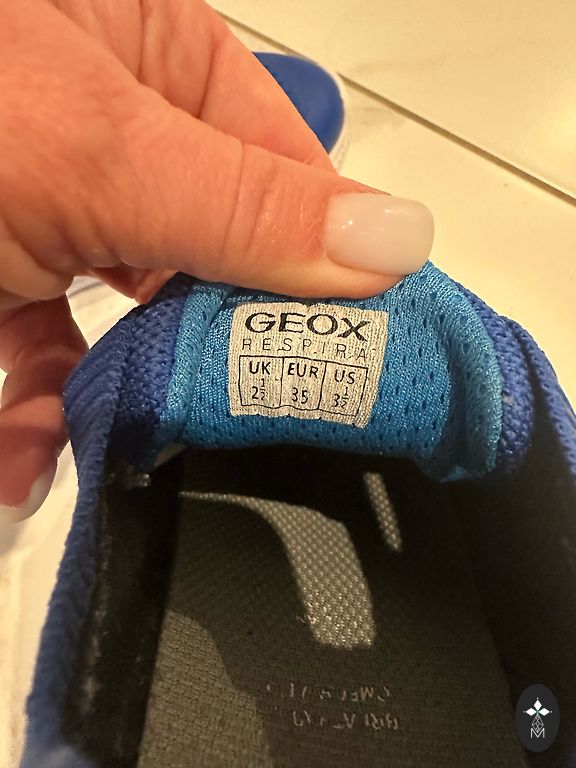 GEOX
RESPIRA
UK EUR US
2½ 35 3½
M